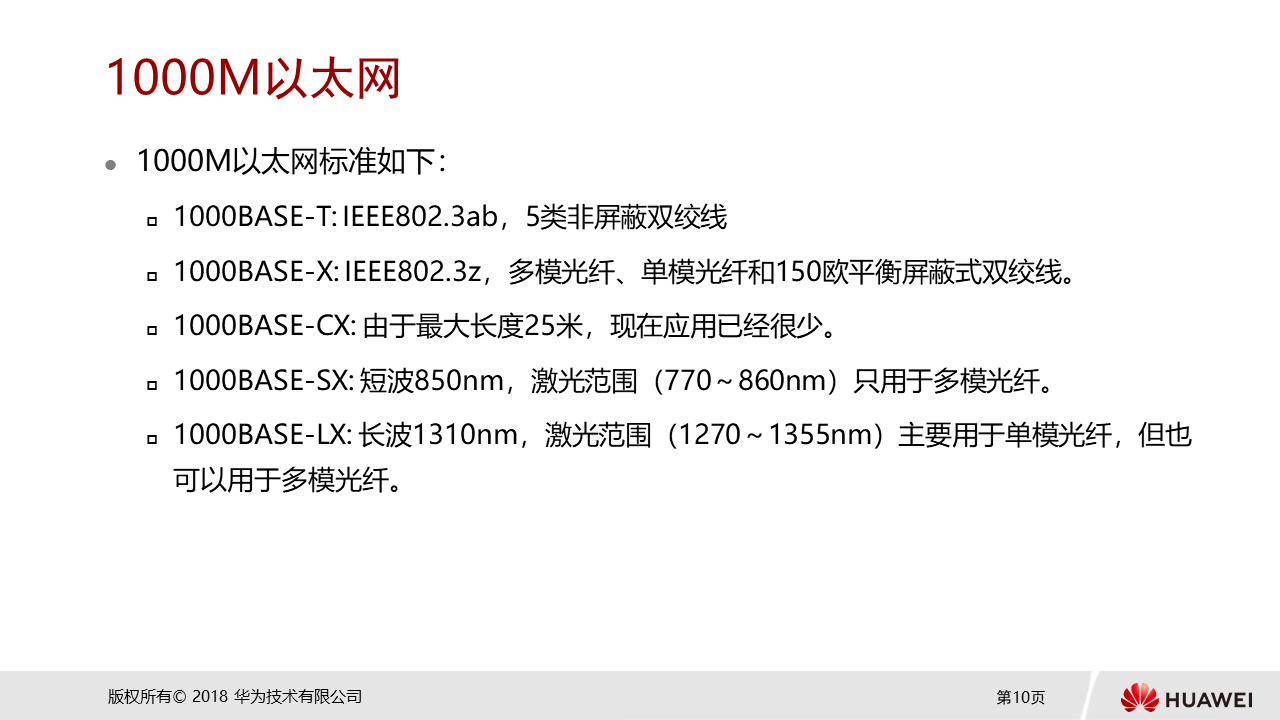 1000M以太网
1000M以太网标准如下：
1000BASE-T: IEEE802.3ab，5类非屏蔽双绞线
1000BASE-X: IEEE802.3z，多模光纤、单模光纤和150欧平衡屏蔽式双绞线。
1000BASE-CX: 由于最大长度25米，现在应用已经很少。
1000BASE-SX: 短波850nm，激光范围（770～860nm）只用于多模光纤。
1000BASE-LX: 长波1310nm，激光范围（1270～1355nm）主要用于单模光纤，但也
可以用于多模光纤。
版权所有© 2018 华为技术有限公司
第10页
HUAWEI